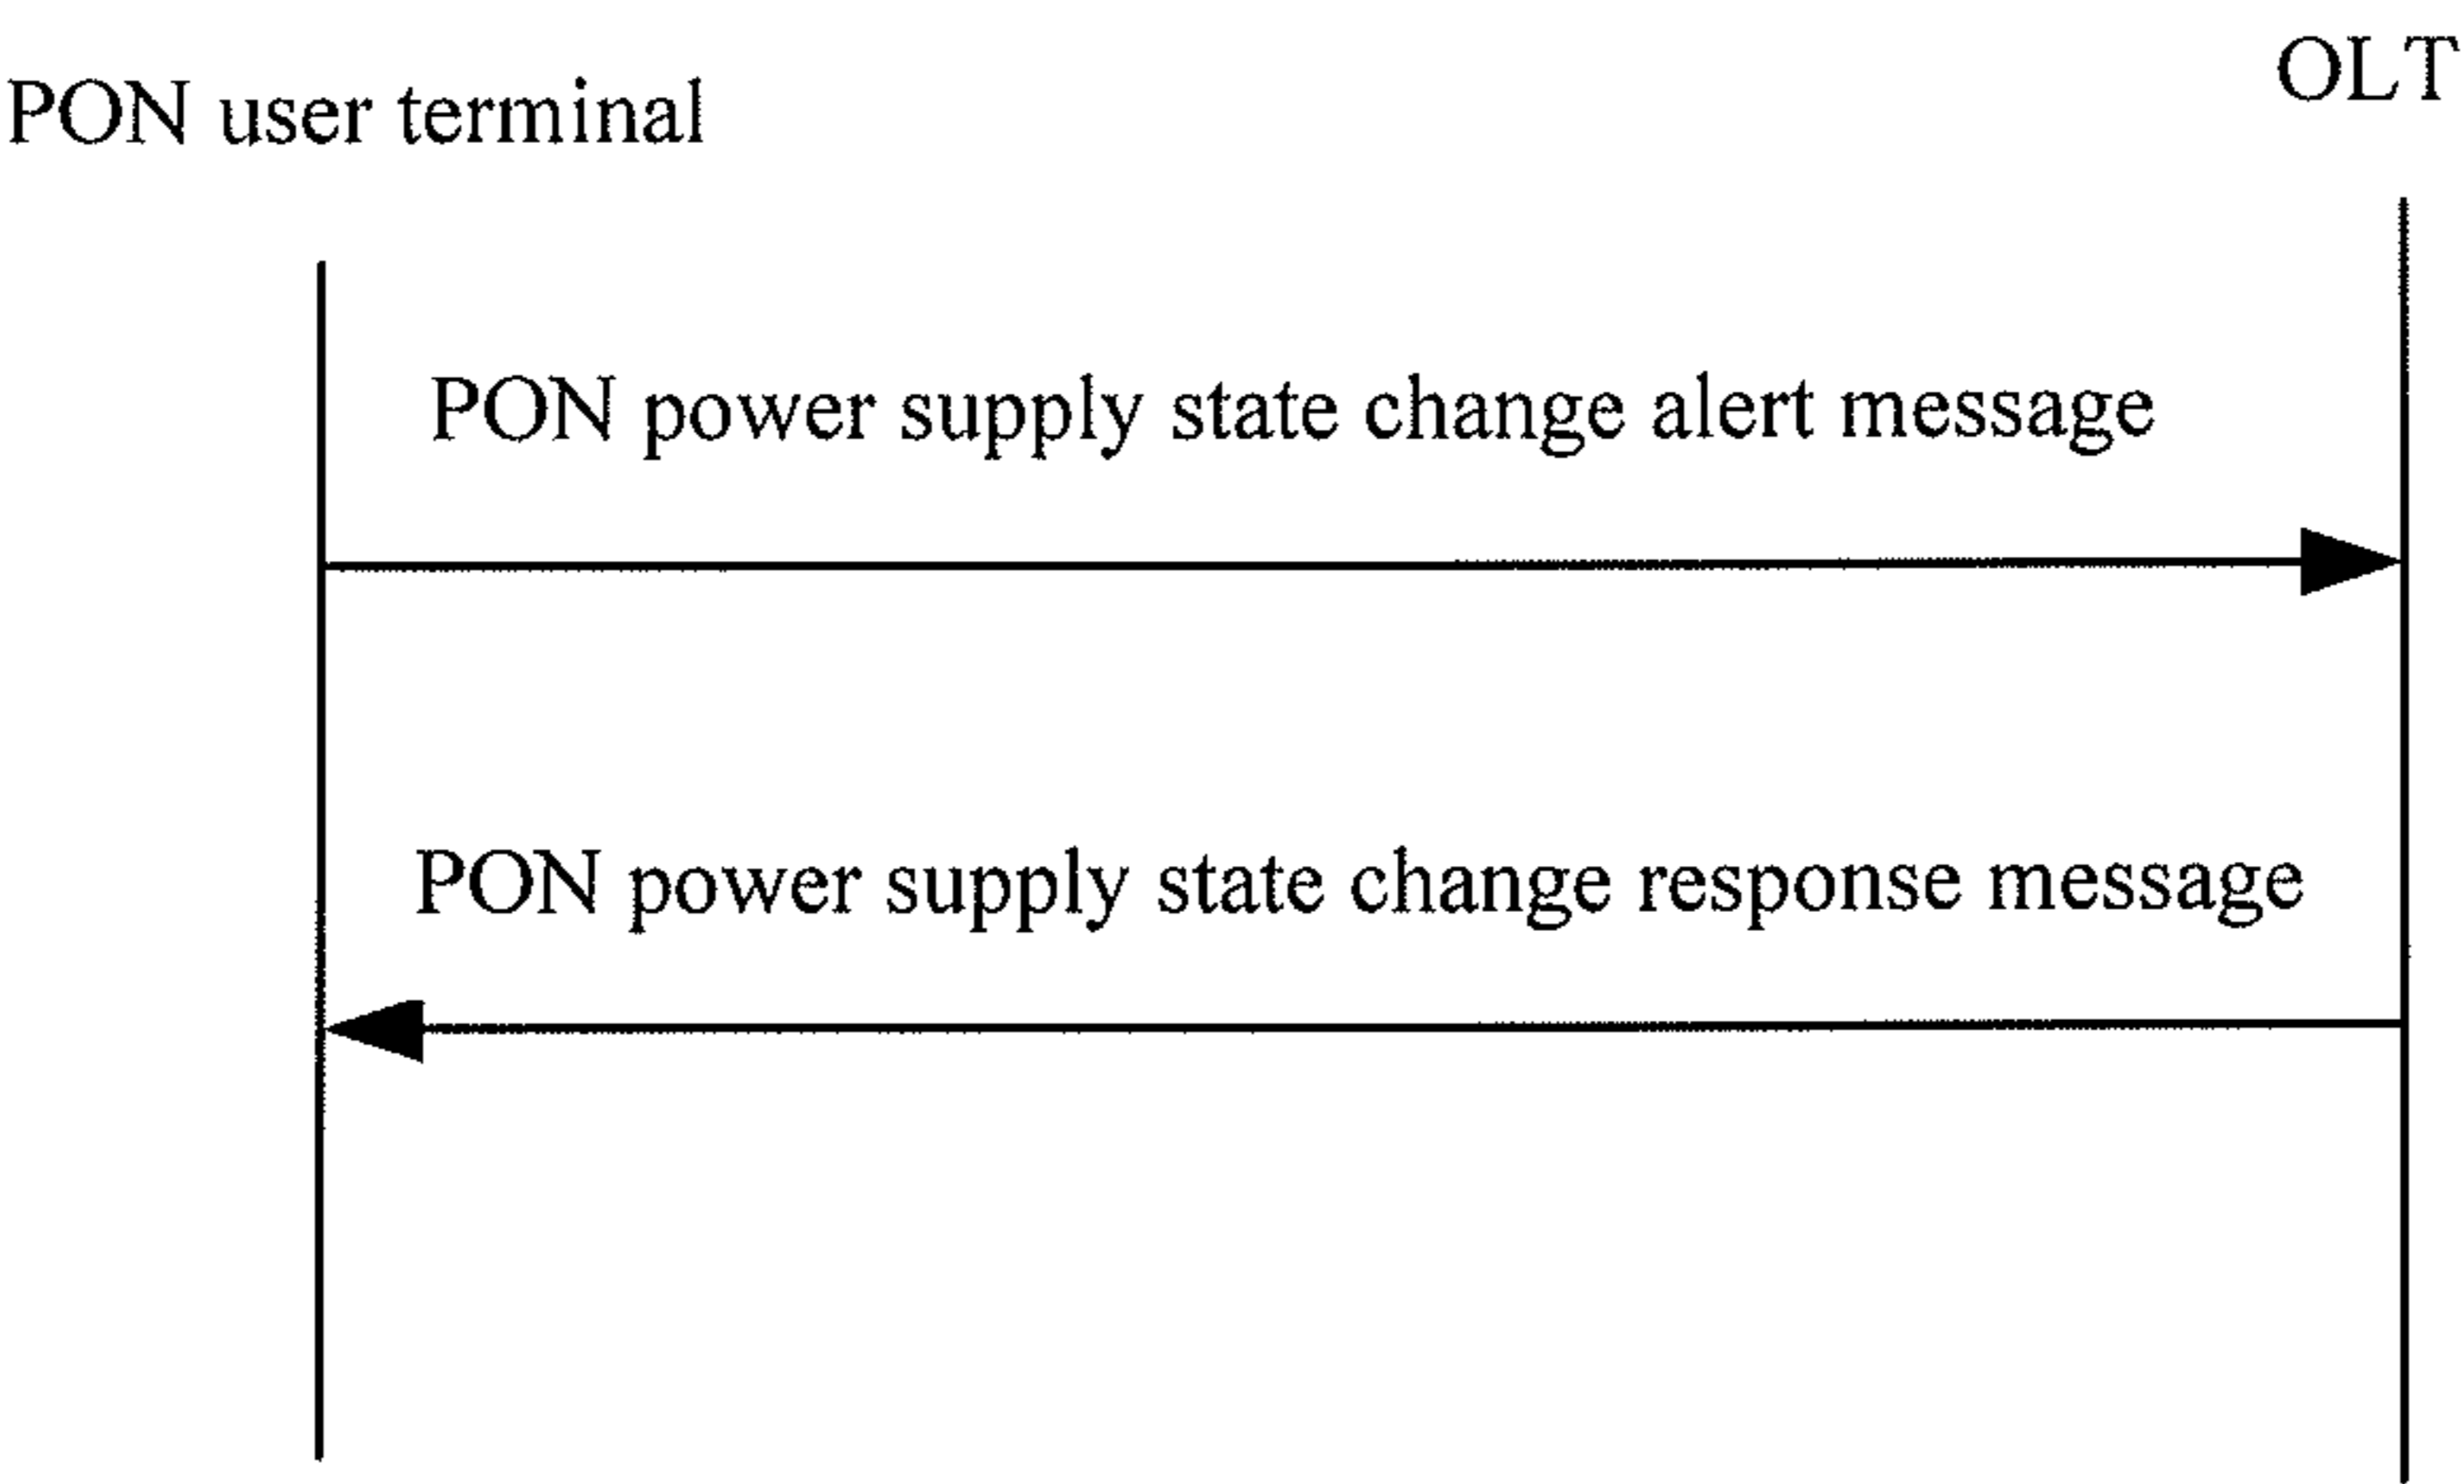 PON user terminal
OLT
PON power supply state change alert message
PON power supply state change response message